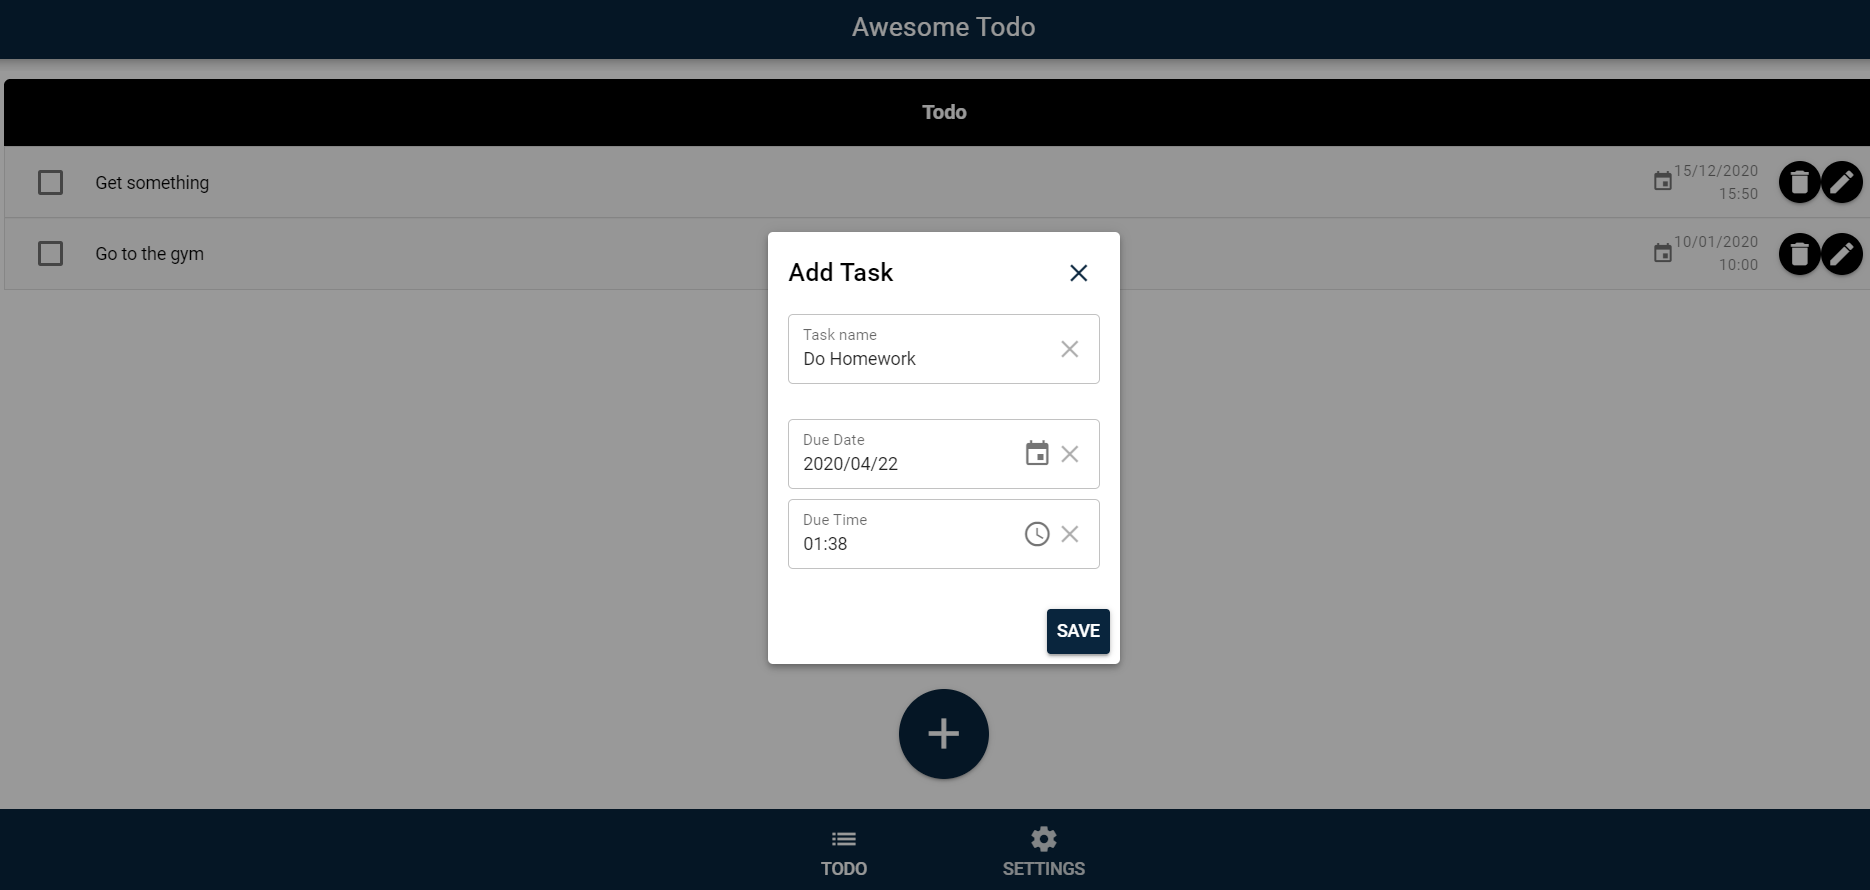 Awesome Todo
Todo
Get something
15/12/2020
15:50
Go to the gym
10/01/2020
10:00
Add Task
Task name
Do Homework
Due Date
2020/04/22
Due Time
01:38
SAVE
TODO
SETTINGS